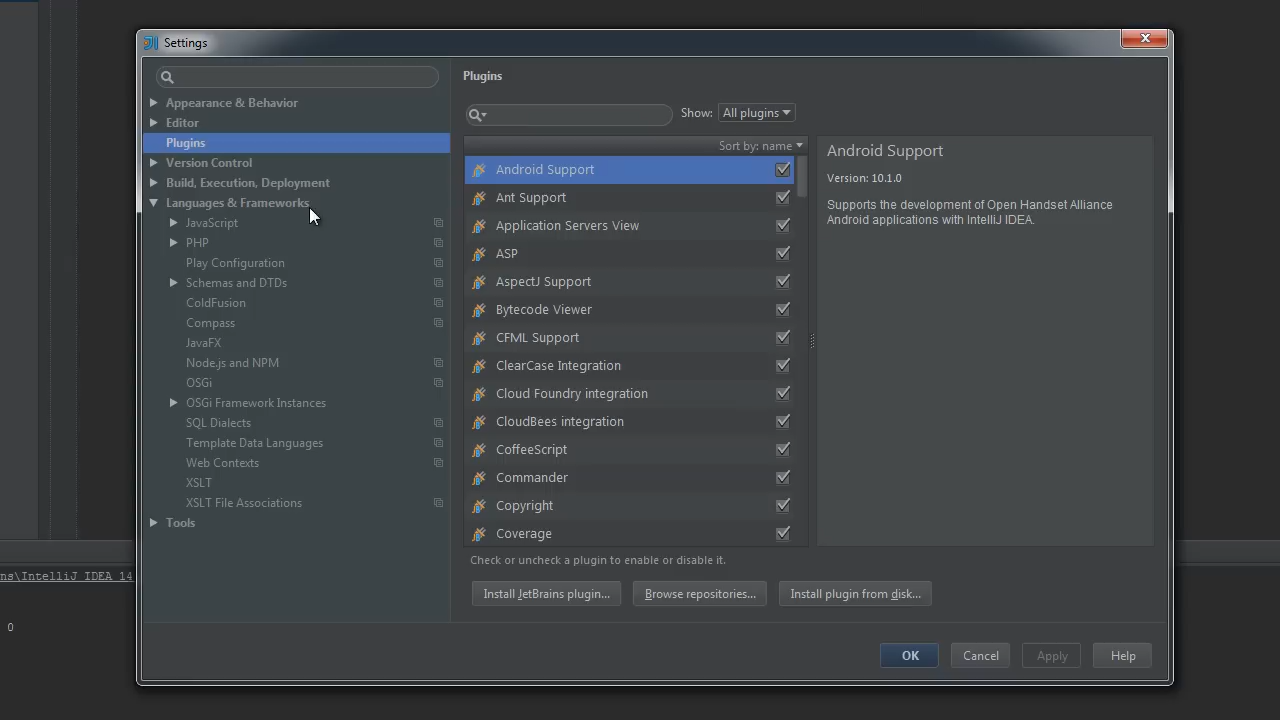 Settings
Appearance & Behavior
Editor
Plugins
Version Control
Build, Execution, Deployment
Languages & Frameworks
JavaScript
PHP
Play Configuration
Schemas and DTDs
ColdFusion
Compass
JavaFX
Node.js and NPM
OSGi
OSGi Framework Instances
SQL Dialects
Template Data Languages
Web Contexts
XSLT
XSLT File Associations
Tools
Plugins
Show: All plugins
Sort by: name
Android Support
Ant Support
Application Servers View
ASP
AspectJ Support
Bytecode Viewer
CFML Support
ClearCase Integration
Cloud Foundry integration
CloudBees integration
CoffeeScript
Commander
Copyright
Coverage
Check or uncheck a plugin to enable or disable it.
Install JetBrains plugin...
Browse repositories...
Install plugin from disk...
Android Support
Version: 10.1.0
Supports the development of Open Handset Alliance
Android applications with IntelliJ IDEA.
OK
Cancel
Apply
Help
ns\IntelliJ IDEA 14
0